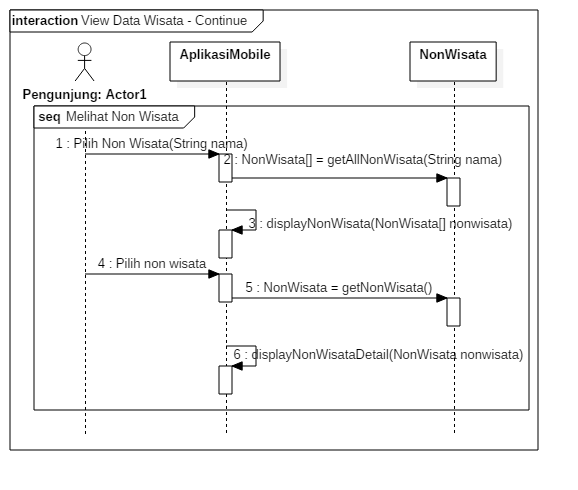 interaction View Data Wisata - Continue
AplikasiMobile
NonWisata
Pengunjung: Actor1
seq Melihat Non Wisata
1 : Pilih Non Wisata(String nama)
2 : NonWisata[] = getAllNonWisata(String nama)
3 : displayNonWisata(NonWisata[] nonwisata)
4 : Pilih non wisata
5 : NonWisata = getNonWisata()
6 : displayNonWisataDetail(NonWisata nonwisata)